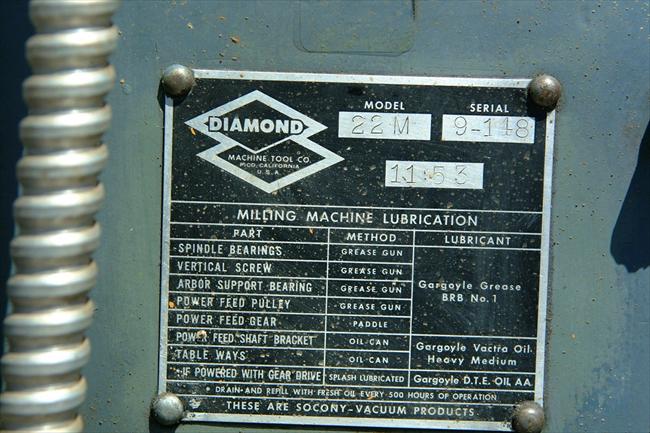 DIAMOND
MACHINE TOOL CO.
PICO, CALIFORNIA
U.S.A.
MODEL SERIAL
22M 9-148
11 53
MILLING MACHINE LUBRICATION
PART METHOD LUBRICANT
SPINDLE BEARINGS GREASE GUN
VERTICAL SCREW GREASE GUN
ARBOR SUPPORT BEARING GREASE GUN Gargoyle Grease
POWER FEED PULLEY GREASE GUN BRB No. 1
POWER FEED GEAR PADDLE
POWER FEED SHAFT BRACKET OIL CAN Gargoyle Vactra Oil
TABLE WAYS OIL CAN Heavy Medium
* IF POWERED WITH GEAR DRIVE SPLASH LUBRICATED Gargoyle D.T.E. OIL, AA.
* DRAIN AND REFILL WITH FRESH OIL EVERY 500 HOURS OF OPERATION
THESE ARE SOCONY-VACUUM PRODUCTS